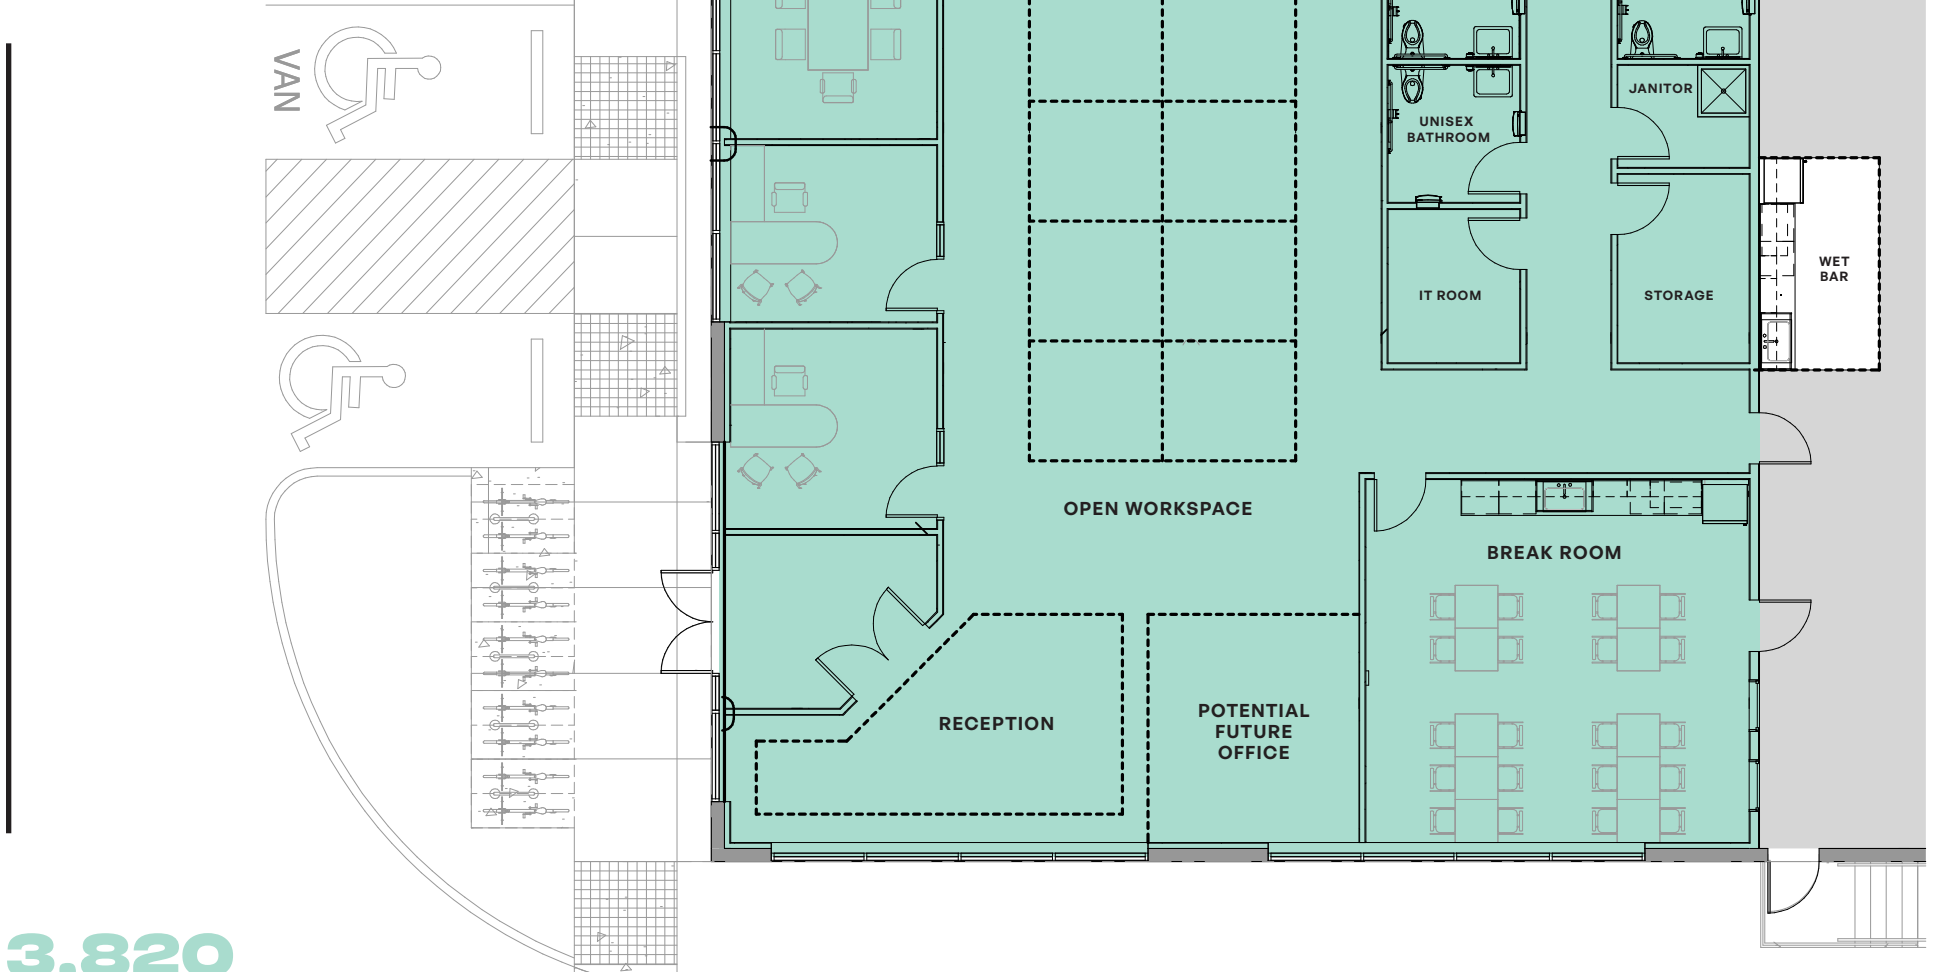 VAN
JANITOR
UNISEX
BATHROOM
WET
BAR
IT ROOM
STORAGE
OPEN WORKSPACE
BREAK ROOM
RECEPTION
POTENTIAL
FUTURE
OFFICE
3,820